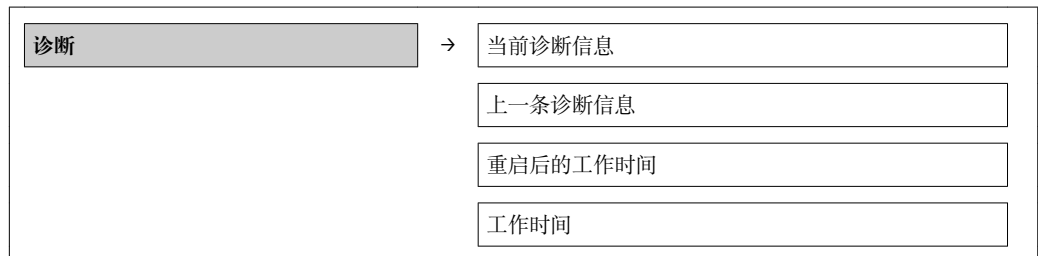 诊断 → 当前诊断信息
上一条诊断信息
重启后的工作时间
工作时间